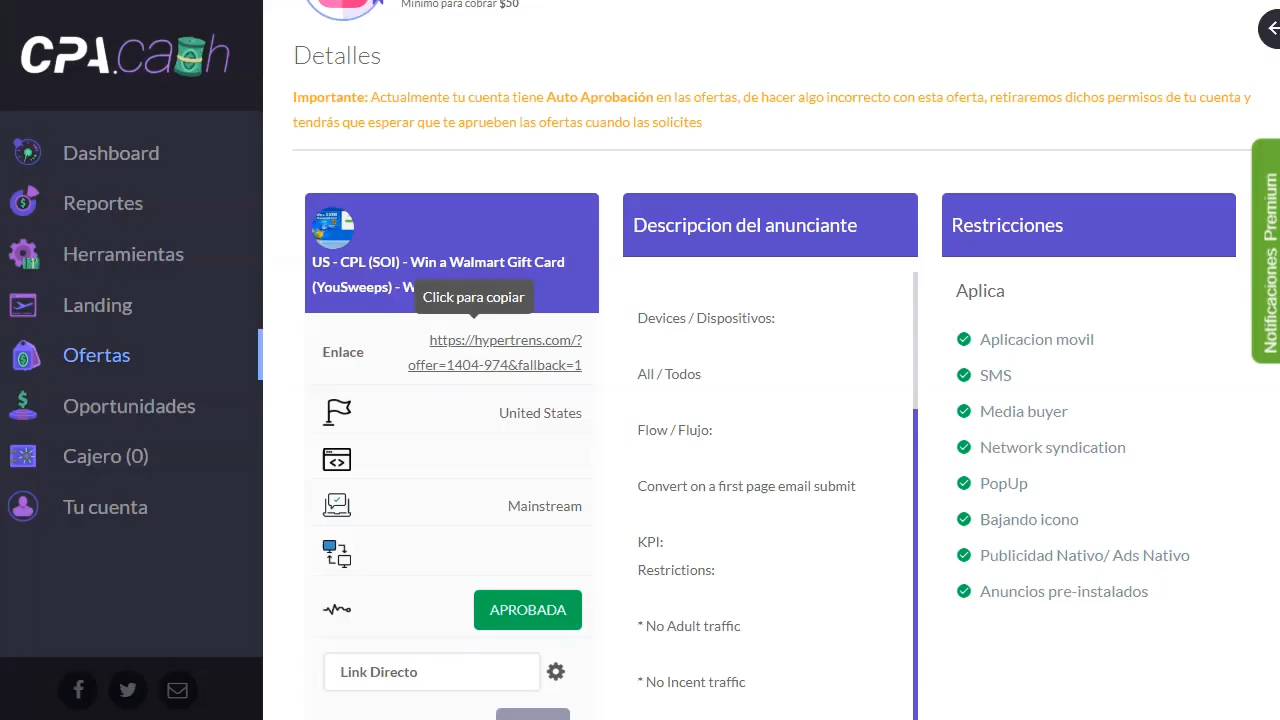 Minimo para cobrar $50
CPA.cash
Detalles
Importante: Actualmente tu cuenta tiene Auto Aprobación en las ofertas, de hacer algo incorrecto con esta oferta, retiraremos dichos permisos de tu cuenta y
tendrás que esperar que te aprueben las ofertas cuando las solicites
Dashboard
Reportes
Herramientas
Landing
Ofertas
Oportunidades
Cajero (0)
Tu cuenta
US - CPL (SOI) - Win a Walmart Gift Card
(YouSweeps) - W
Click para copiar
Enlace
https://hypertrens.com/?
offer=1404-974&fallback=1
United States
Mainstream
APROBADA
Link Directo
Descripcion del anunciante
Devices / Dispositivos:
All / Todos
Flow / Flujo:
Convert on a first page email submit
KPI:
Restrictions:
* No Adult traffic
* No Incent traffic
Restricciones
Aplica
Aplicacion movil
SMS
Media buyer
Network syndication
PopUp
Bajando icono
Publicidad Nativo/ Ads Nativo
Anuncios pre-instalados
Notificaciones Premium